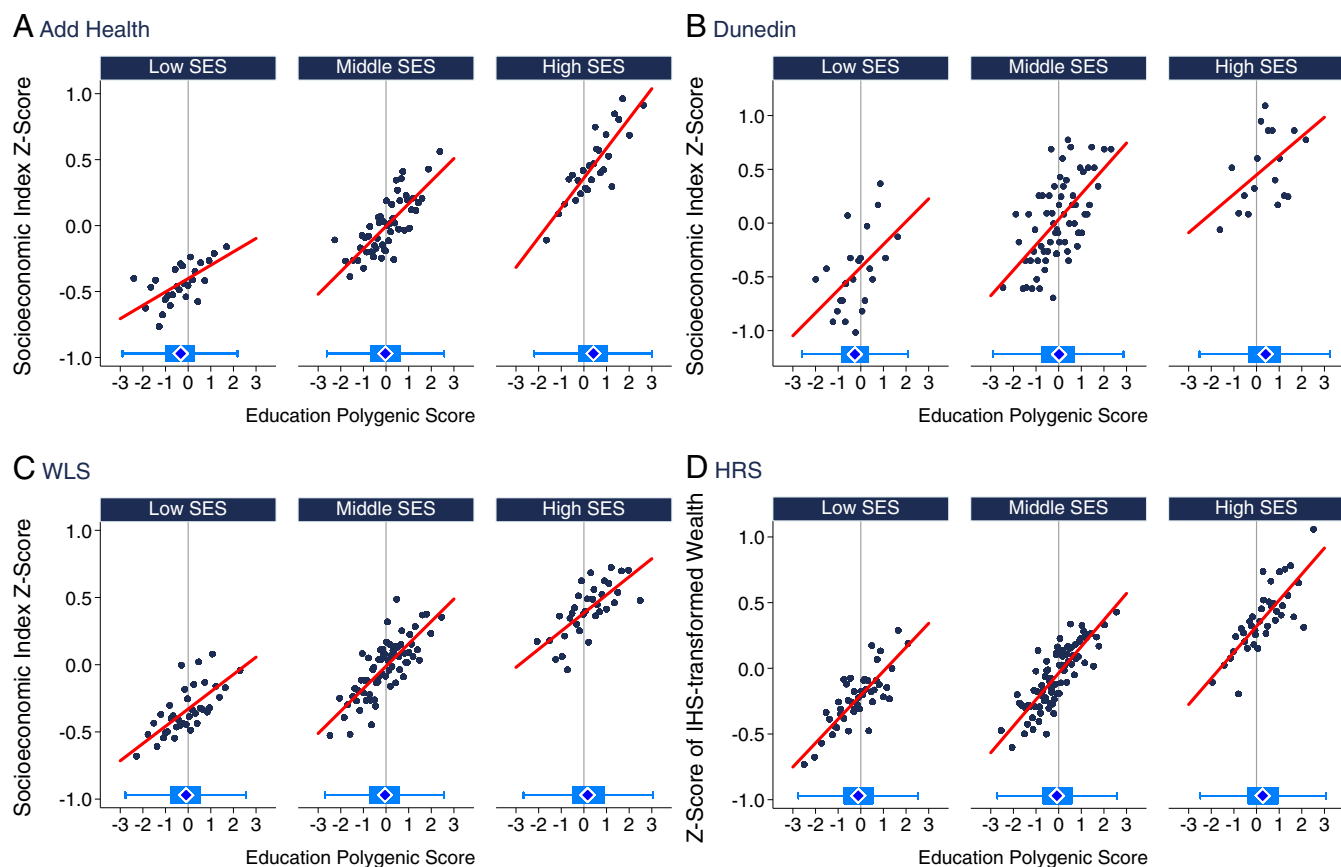 A Add Health
Low SES Middle SES High SES
Socioeconomic Index Z-Score
1.0
0.5
0.0
-0.5
-1.0
-3 -2 -1 0 1 2 3 -3 -2 -1 0 1 2 3 -3 -2 -1 0 1 2 3
Education Polygenic Score
B Dunedin
Low SES Middle SES High SES
Socioeconomic Index Z-Score
1.0
0.5
0.0
-0.5
-1.0
-3 -2 -1 0 1 2 3 -3 -2 -1 0 1 2 3 -3 -2 -1 0 1 2 3
Education Polygenic Score
C WLS
Low SES Middle SES High SES
Socioeconomic Index Z-Score
1.0
0.5
0.0
-0.5
-1.0
-3 -2 -1 0 1 2 3 -3 -2 -1 0 1 2 3 -3 -2 -1 0 1 2 3
Education Polygenic Score
D HRS
Low SES Middle SES High SES
Z-Score of IHS-transformed Wealth
1.0
0.5
0.0
-0.5
-1.0
-3 -2 -1 0 1 2 3 -3 -2 -1 0 1 2 3 -3 -2 -1 0 1 2 3
Education Polygenic Score